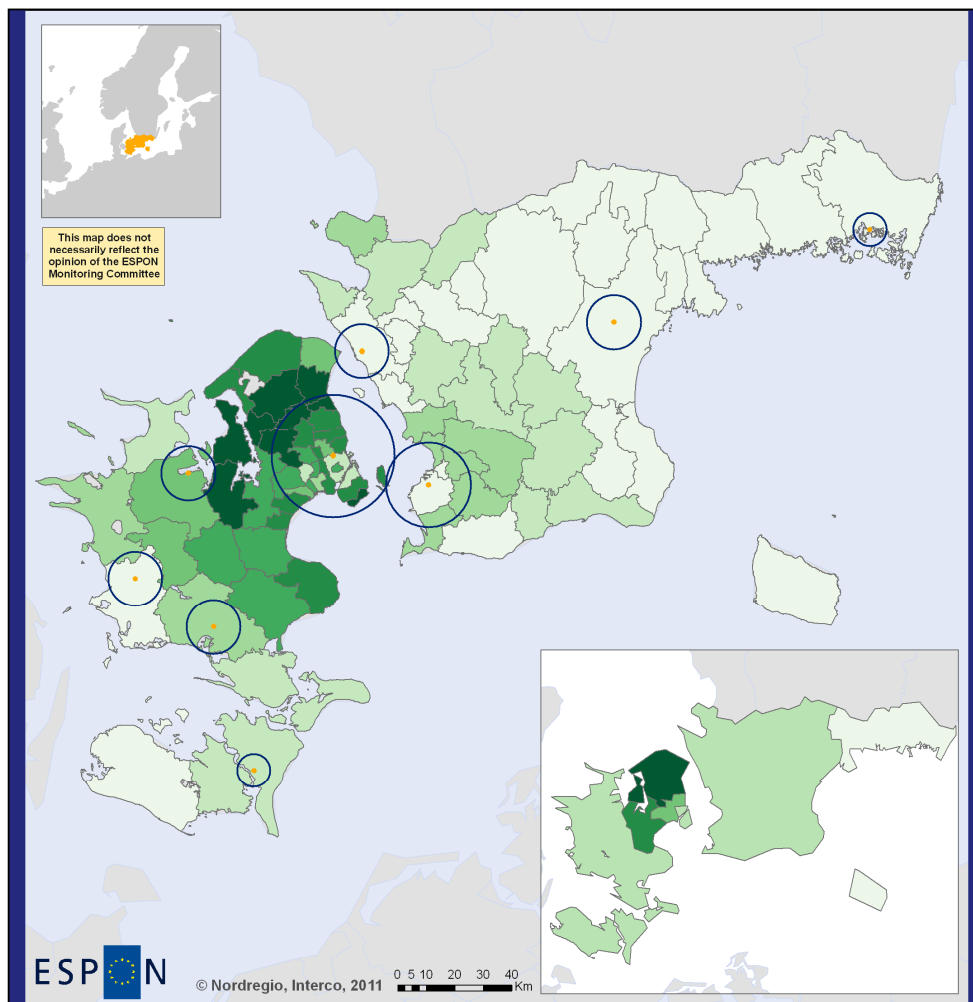 This map does not
necessarily reflect the
opinion of the ESPON
Monitoring Committee
ESPON
© Nordregio, Interco, 2011
0 5 10 20 30 40
Km